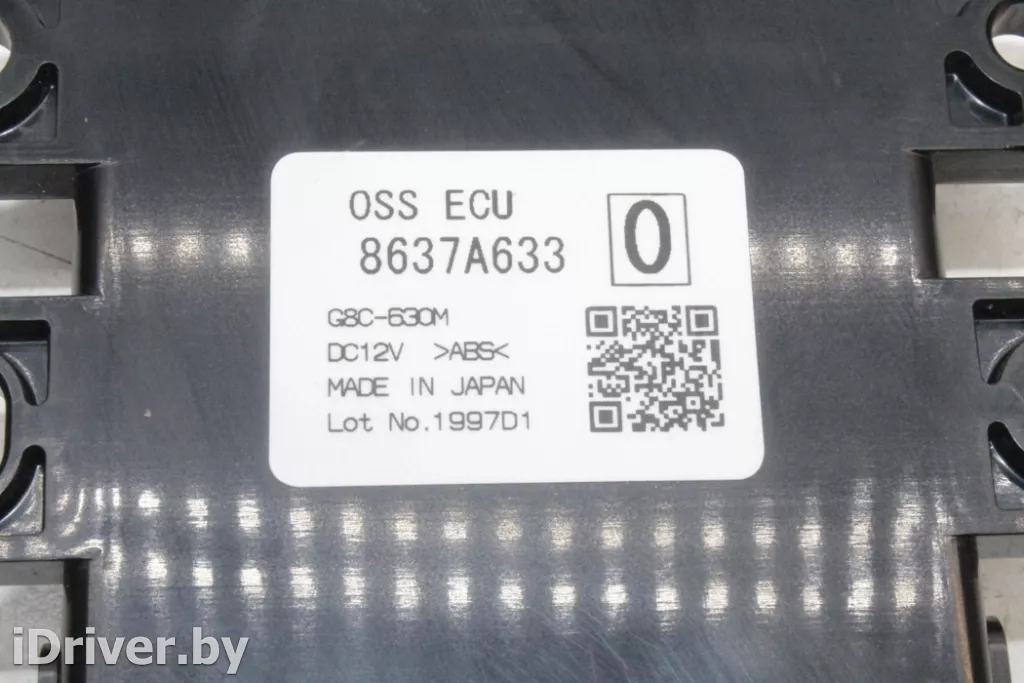 OSS ECU
8637A633
0
G8C-630M
DC12V >ABS<
MADE IN JAPAN
Lot No.1997D1
iDriver.by